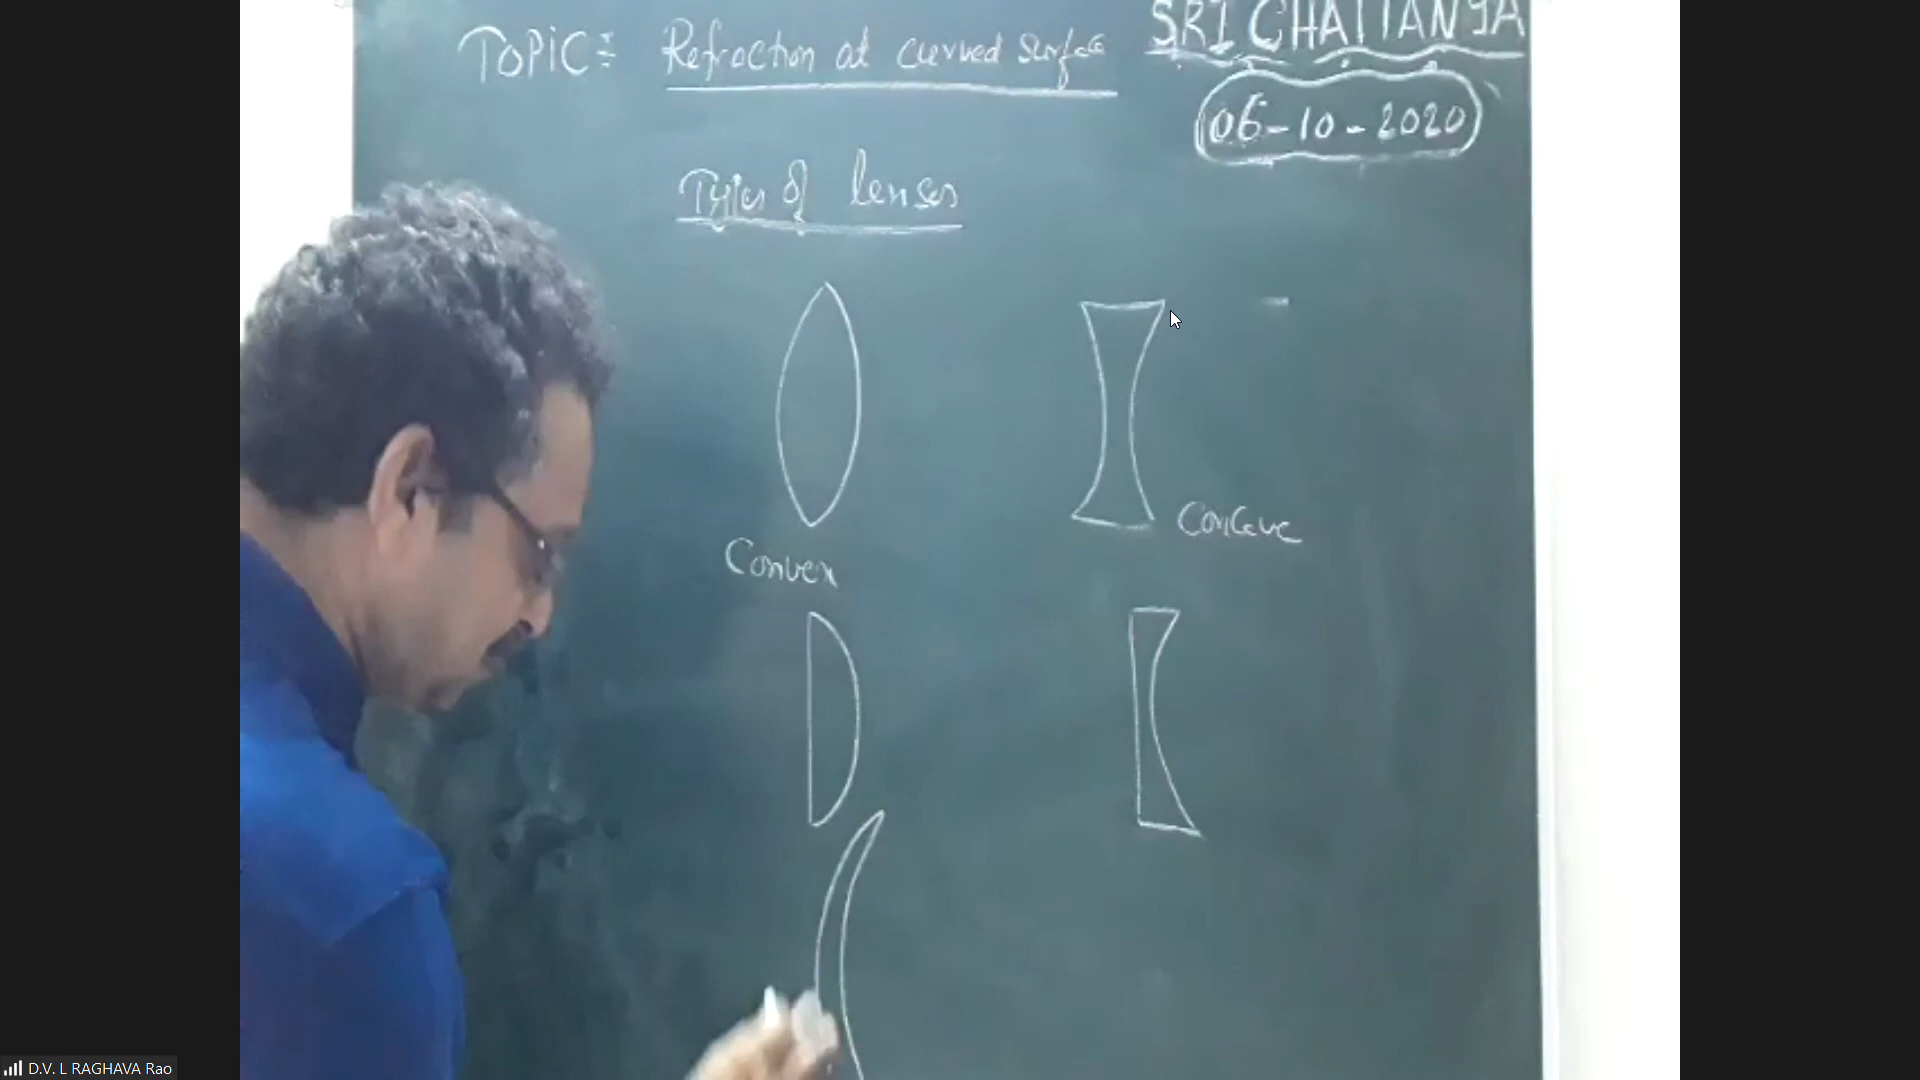 TOPIC:- Refraction at curved surface
SRI CHAITANYA
06-10-2020
Types of lenses
Convex
Concave
D.V. L RAGHAVA Rao